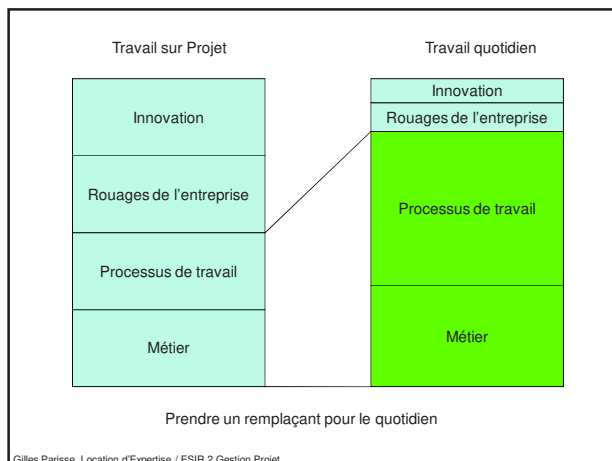 Travail sur Projet
Travail quotidien
Innovation
Rouages de l'entreprise
Processus de travail
Métier
Innovation
Rouages de l'entreprise
Processus de travail
Métier
Prendre un remplaçant pour le quotidien
Gilles Parisse, Location d'Expertise / ESIR 2 Gestion Projet